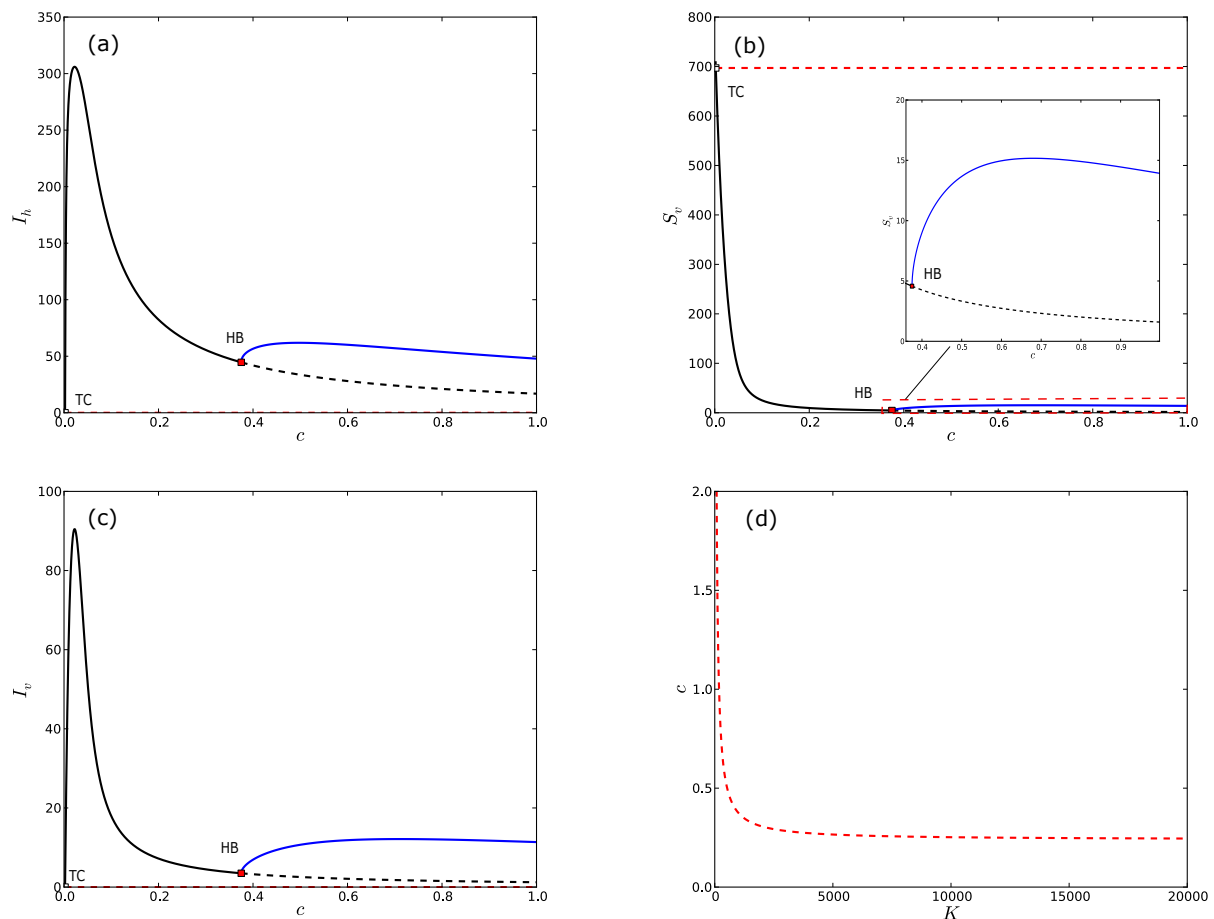 (a)
350
300
250
200
150
100
50
0
I_h
HB
TC
0.0 0.2 0.4 0.6 0.8 1.0
c
(b)
800
700
600
500
400
300
200
100
0
S_v
TC
HB
0.0 0.2 0.4 0.6 0.8 1.0
c
20
15
10
5
0
S_v
HB
0.4 0.5 0.6 0.7 0.8 0.9
c
(c)
100
80
60
40
20
0
I_v
HB
TC
0.0 0.2 0.4 0.6 0.8 1.0
c
(d)
2.0
1.5
1.0
0.5
0.0
c
0 5000 10000 15000 20000
K